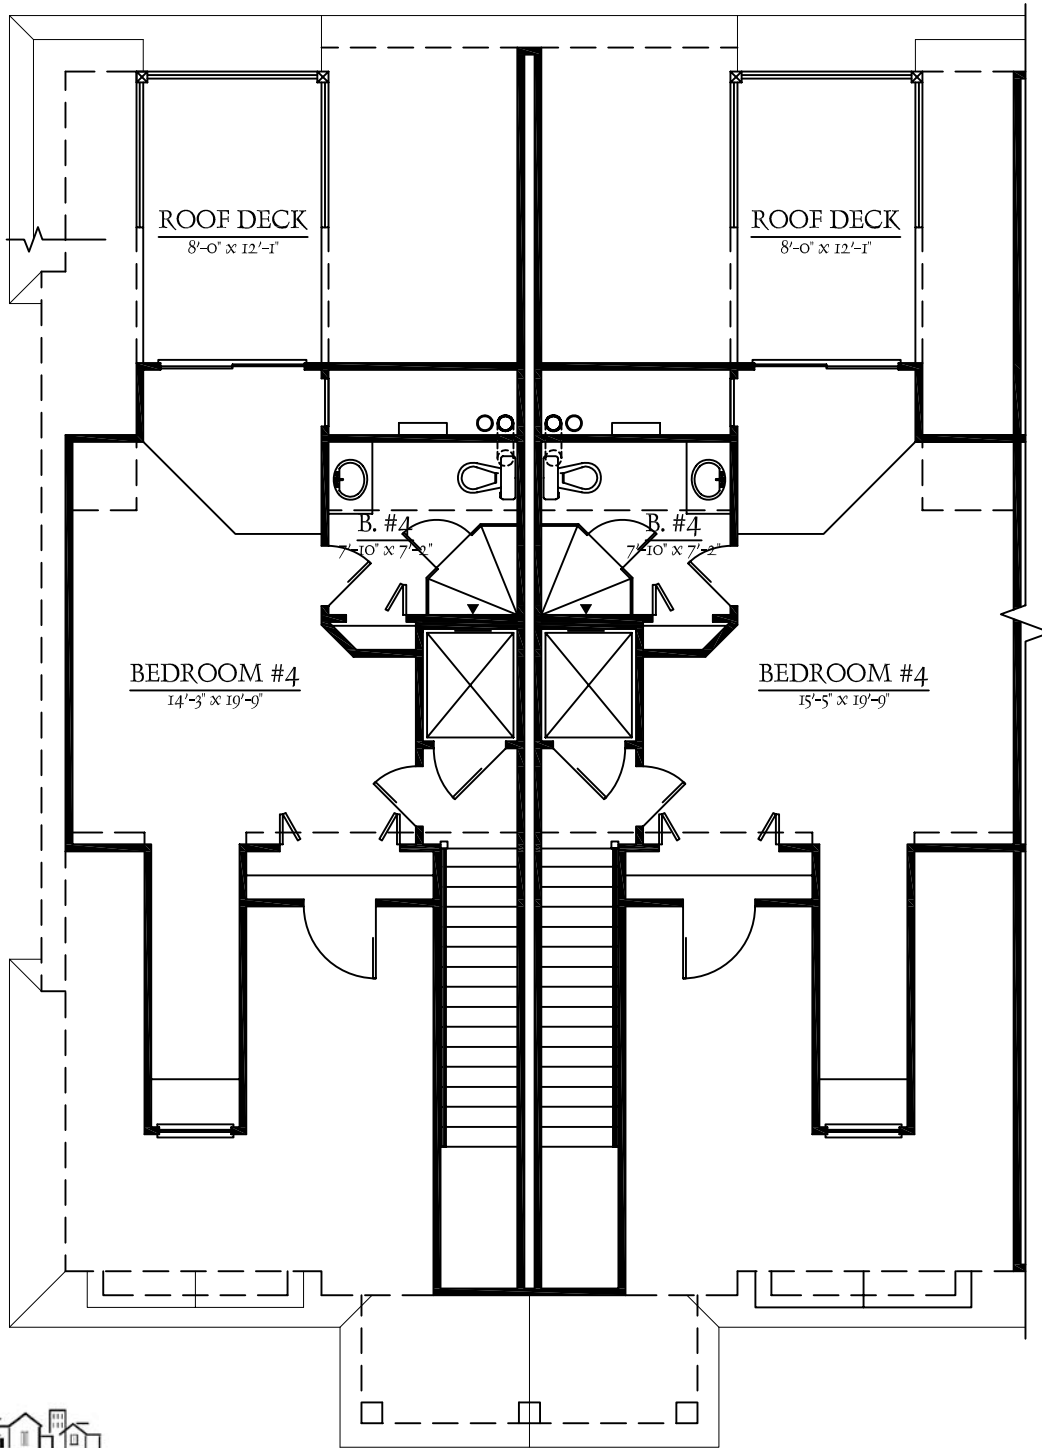 ROOF DECK
8'-0" x 12'-1"
ROOF DECK
8'-0" x 12'-1"
B. #4
7'-10" x 7'-2"
B. #4
7'-10" x 7'-2"
BEDROOM #4
14'-3" x 19'-9"
BEDROOM #4
15'-5" x 19'-9"